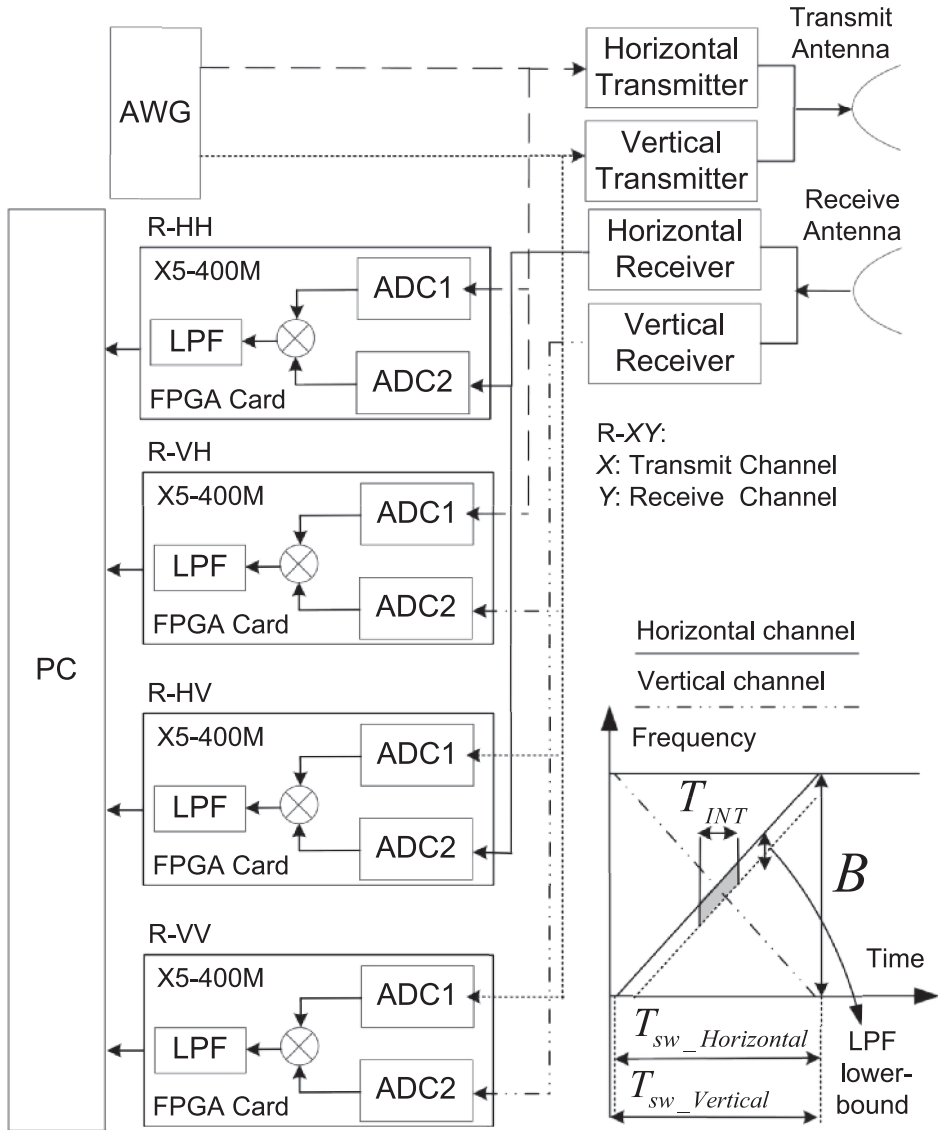 AWG
Horizontal
Transmitter
Vertical
Transmitter
Transmit
Antenna
Horizontal
Receiver
Vertical
Receiver
Receive
Antenna
PC
R-HH
X5-400M
ADC1
LPF
ADC2
FPGA Card
R-VH
X5-400M
ADC1
LPF
ADC2
FPGA Card
R-HV
X5-400M
ADC1
LPF
ADC2
FPGA Card
R-VV
X5-400M
ADC1
LPF
ADC2
FPGA Card
R-XY:
X: Transmit Channel
Y: Receive Channel
Horizontal channel
Vertical channel
Frequency
T_INT
B
Time
T_sw_Horizontal
T_sw_Vertical
LPF
lower-
bound